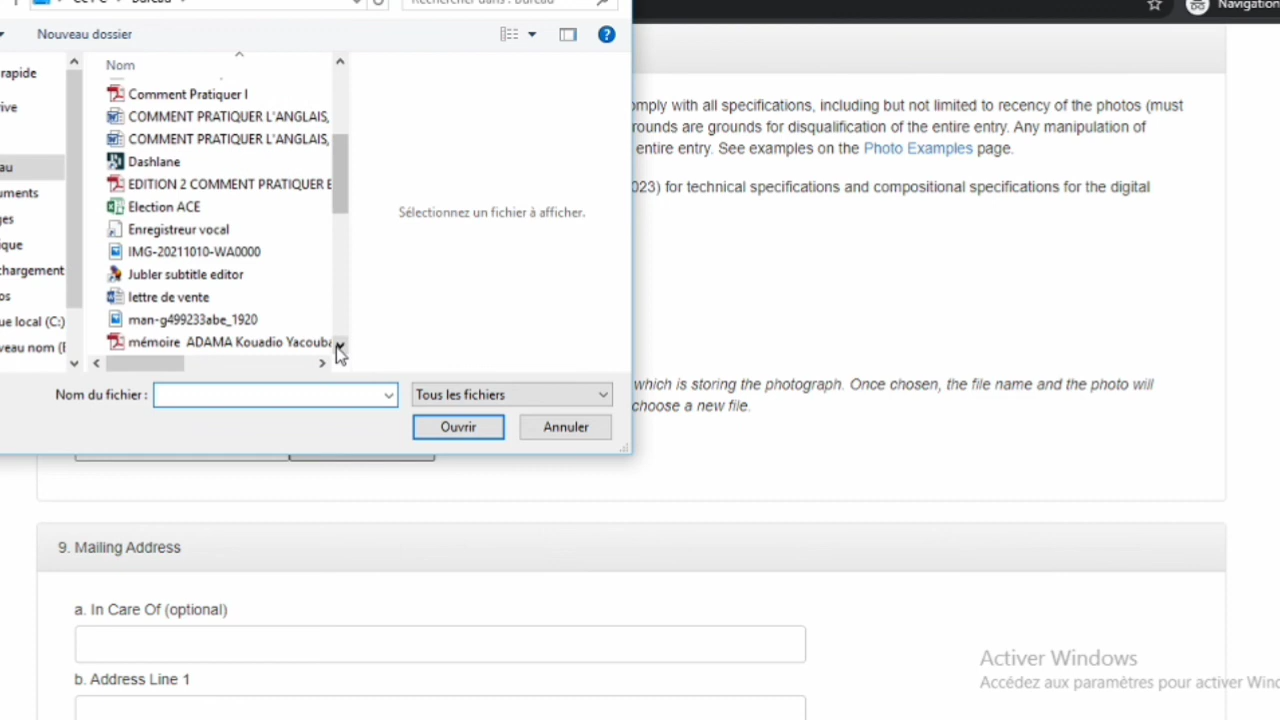 Ce PC > Bureau
Rechercher dans : Bureau
Navigation
Nouveau dossier
rapide
Nom
Comment Pratiquer l
COMMENT PRATIQUER L'ANGLAIS,
COMMENT PRATIQUER L'ANGLAIS,
Dashlane
EDITION 2 COMMENT PRATIQUER E
Election ACE
Enregistreur vocal
IMG-20211010-WA0000
Jubler subtitle editor
lettre de vente
man-g499233abe_1920
mémoire ADAMA Kouadio Yacouba
ive
au
uments
ges
ique
chargement
os
ue local (C:)
veau nom (E
Sélectionnez un fichier à afficher.
Nom du fichier :
Tous les fichiers
Ouvrir
Annuler
omply with all specifications, including but not limited to recency of the photos (must
rounds are grounds for disqualification of the entire entry. Any manipulation of
entire entry. See examples on the Photo Examples page.
023) for technical specifications and compositional specifications for the digital
which is storing the photograph. Once chosen, the file name and the photo will
choose a new file.
9. Mailing Address
a. In Care Of (optional)
b. Address Line 1
Activer Windows
Accédez aux paramètres pour activer Wind